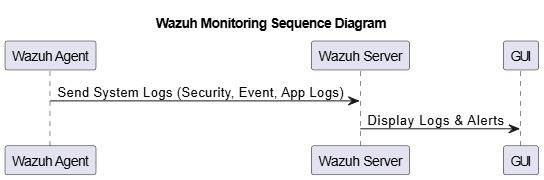 Wazuh Monitoring Sequence Diagram
Wazuh Agent
Wazuh Server
GUI
Send System Logs (Security, Event, App Logs)
Display Logs & Alerts
Wazuh Agent
Wazuh Server
GUI